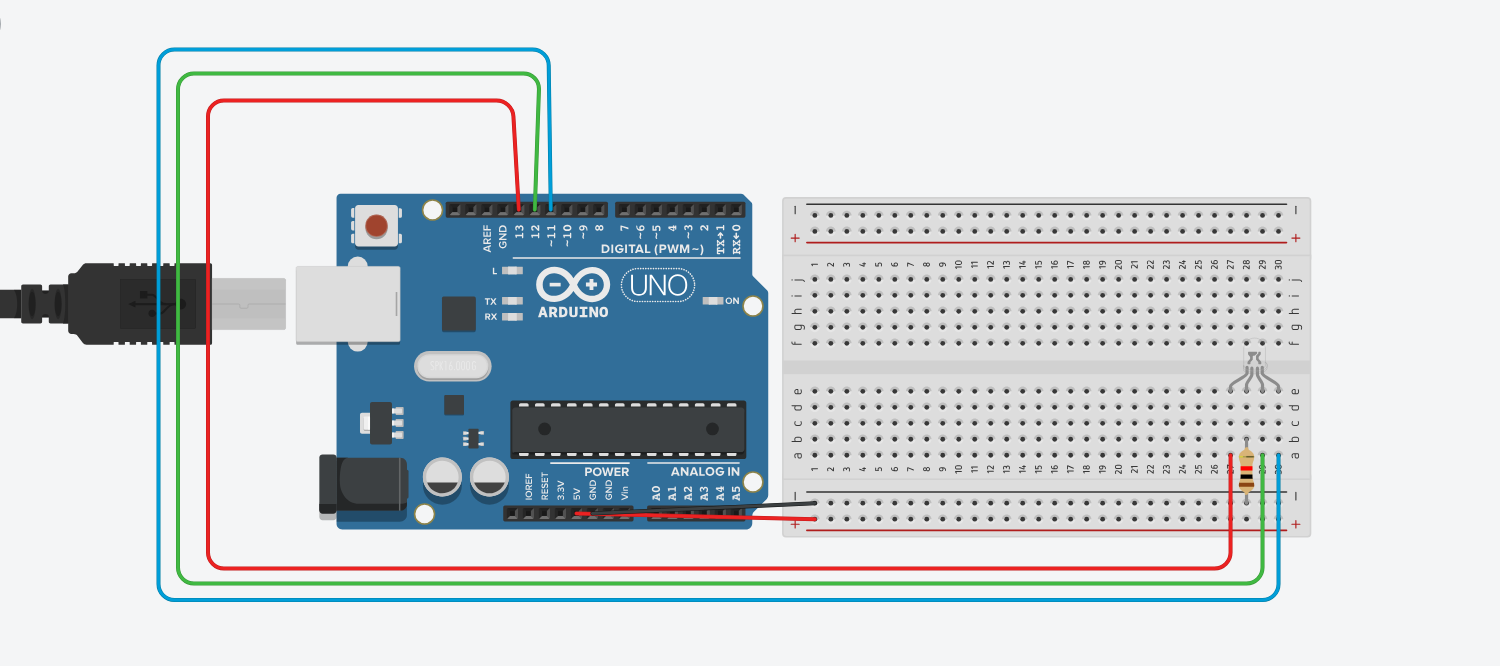 AREF GND 13 12 ~11 ~10 ~9 8 7 ~6 ~5 4 ~3 2 TX→1 RX←0
DIGITAL (PWM~)
L
TX
RX
UNO
ON
ARDUINO
POWER
ANALOG IN
IOREF RESET 3.3V 5V GND GND Vin A0 A1 A2 A3 A4 A5
− −
+ +
1 2 3 4 5 6 7 8 9 10 11 12 13 14 15 16 17 18 19 20 21 22 23 24 25 26 27 28 29 30
j j
i i
h h
g g
f f
e e
d d
c c
b b
a a
1 2 3 4 5 6 7 8 9 10 11 12 13 14 15 16 17 18 19 20 21 22 23 24 25 26
− −
+ +